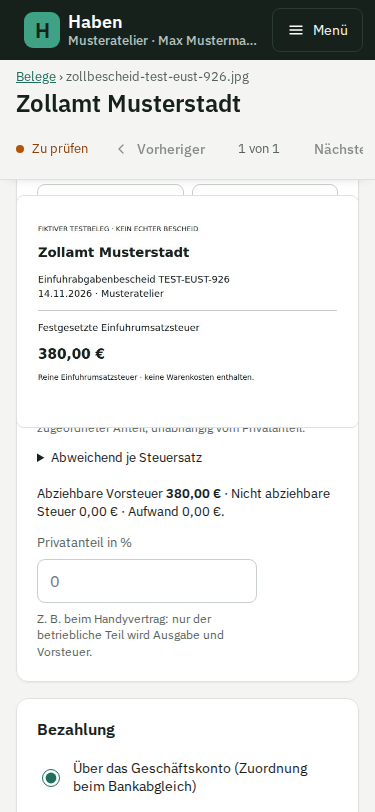 H
Haben
Musteratelier · Max Musterma...
Menü
Belege › zollbescheid-test-eust-926.jpg
Zollamt Musterstadt
Zu prüfen
Vorheriger
1 von 1
Nächste
FIKTIVER TESTBELEG · KEIN ECHTER BESCHEID
Zollamt Musterstadt
Einfuhrabgabenbescheid TEST-EUST-926
14.11.2026 · Musteratelier
Festgesetzte Einfuhrumsatzsteuer
380,00 €
Reine Einfuhrumsatzsteuer · keine Warenkosten enthalten.
zugeordneter Anteil, unabhängig vom Privatanteil.
Abweichend je Steuersatz
Abziehbare Vorsteuer 380,00 € · Nicht abziehbare
Steuer 0,00 € · Aufwand 0,00 €.
Privatanteil in %
0
Z. B. beim Handyvertrag: nur der
betriebliche Teil wird Ausgabe und
Vorsteuer.
Bezahlung
Über das Geschäftskonto (Zuordnung
beim Bankabgleich)